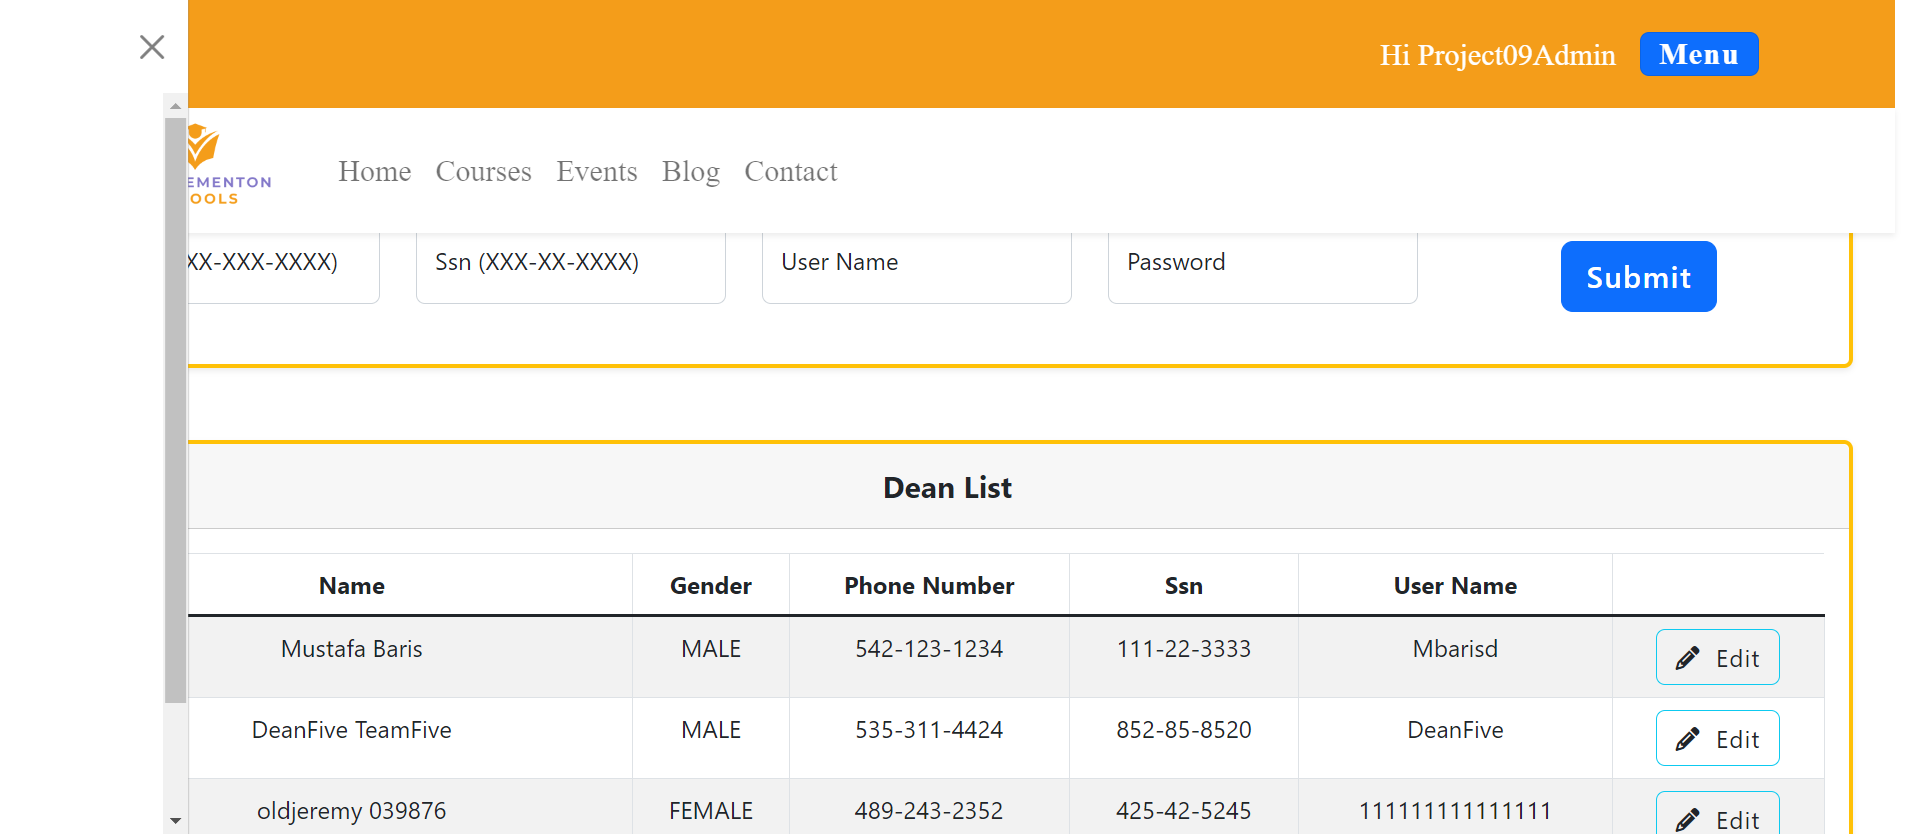 Hi Project09Admin Menu
EMENTON
OOLS
Home Courses Events Blog Contact
XX-XXX-XXXX) Ssn (XXX-XX-XXXX) User Name Password Submit
Dean List
Name Gender Phone Number Ssn User Name
Mustafa Baris MALE 542-123-1234 111-22-3333 Mbarisd Edit
DeanFive TeamFive MALE 535-311-4424 852-85-8520 DeanFive Edit
oldjeremy 039876 FEMALE 489-243-2352 425-42-5245 111111111111111 Edit